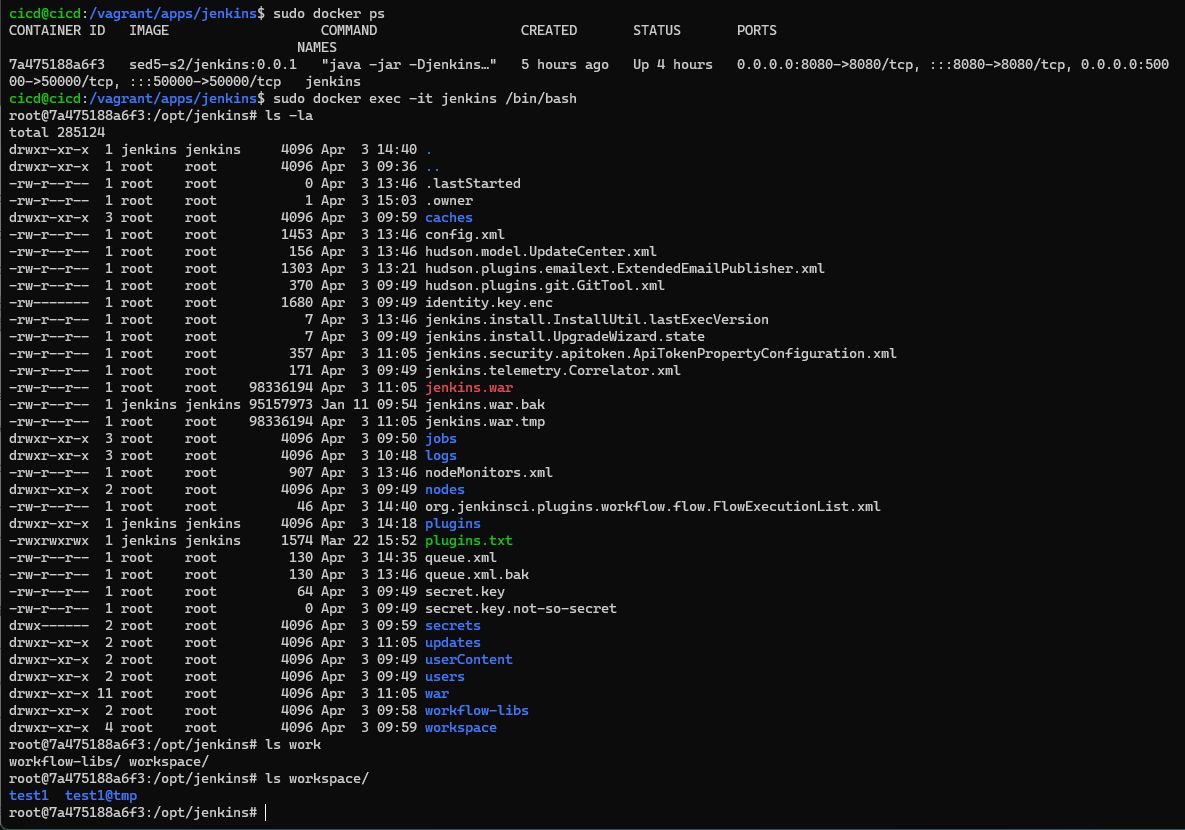 cicd@cicd:/vagrant/apps/jenkins$ sudo docker ps
CONTAINER ID   IMAGE                   COMMAND                  CREATED       STATUS       PORTS
                                    NAMES
7a475188a6f3   sed5-s2/jenkins:0.0.1   "java -jar -Djenkins…"   5 hours ago   Up 4 hours   0.0.0.0:8080->8080/tcp, :::8080->8080/tcp, 0.0.0.0:500
00->50000/tcp, :::50000->50000/tcp   jenkins
cicd@cicd:/vagrant/apps/jenkins$ sudo docker exec -it jenkins /bin/bash
root@7a475188a6f3:/opt/jenkins# ls -la
total 285124
drwxr-xr-x  1 jenkins jenkins     4096 Apr  3 14:40 .
drwxr-xr-x  1 root    root        4096 Apr  3 09:36 ..
-rw-r--r--  1 root    root           0 Apr  3 13:46 .lastStarted
-rw-r--r--  1 root    root           1 Apr  3 15:03 .owner
drwxr-xr-x  3 root    root        4096 Apr  3 09:59 caches
-rw-r--r--  1 root    root        1453 Apr  3 13:46 config.xml
-rw-r--r--  1 root    root         156 Apr  3 13:46 hudson.model.UpdateCenter.xml
-rw-r--r--  1 root    root        1303 Apr  3 13:21 hudson.plugins.emailext.ExtendedEmailPublisher.xml
-rw-r--r--  1 root    root         370 Apr  3 09:49 hudson.plugins.git.GitTool.xml
-rw-------  1 root    root        1680 Apr  3 09:49 identity.key.enc
-rw-r--r--  1 root    root           7 Apr  3 13:46 jenkins.install.InstallUtil.lastExecVersion
-rw-r--r--  1 root    root           7 Apr  3 09:49 jenkins.install.UpgradeWizard.state
-rw-r--r--  1 root    root         357 Apr  3 11:05 jenkins.security.apitoken.ApiTokenPropertyConfiguration.xml
-rw-r--r--  1 root    root         171 Apr  3 09:49 jenkins.telemetry.Correlator.xml
-rw-r--r--  1 root    root    98336194 Apr  3 11:05 jenkins.war
-rw-r--r--  1 jenkins jenkins 95157973 Jan 11 09:54 jenkins.war.bak
-rw-r--r--  1 root    root    98336194 Apr  3 11:05 jenkins.war.tmp
drwxr-xr-x  3 root    root        4096 Apr  3 09:50 jobs
drwxr-xr-x  3 root    root        4096 Apr  3 10:48 logs
-rw-r--r--  1 root    root         907 Apr  3 13:46 nodeMonitors.xml
drwxr-xr-x  2 root    root        4096 Apr  3 09:49 nodes
-rw-r--r--  1 root    root          46 Apr  3 14:40 org.jenkinsci.plugins.workflow.flow.FlowExecutionList.xml
drwxr-xr-x  1 jenkins jenkins     4096 Apr  3 14:18 plugins
-rwxrwxrwx  1 jenkins jenkins     1574 Mar 22 15:52 plugins.txt
-rw-r--r--  1 root    root         130 Apr  3 14:35 queue.xml
-rw-r--r--  1 root    root         130 Apr  3 13:46 queue.xml.bak
-rw-r--r--  1 root    root          64 Apr  3 09:49 secret.key
-rw-r--r--  1 root    root           0 Apr  3 09:49 secret.key.not-so-secret
drwx------  2 root    root        4096 Apr  3 09:59 secrets
drwxr-xr-x  2 root    root        4096 Apr  3 11:05 updates
drwxr-xr-x  2 root    root        4096 Apr  3 09:49 userContent
drwxr-xr-x  2 root    root        4096 Apr  3 09:49 users
drwxr-xr-x 11 root    root        4096 Apr  3 11:05 war
drwxr-xr-x  2 root    root        4096 Apr  3 09:58 workflow-libs
drwxr-xr-x  4 root    root        4096 Apr  3 09:59 workspace
root@7a475188a6f3:/opt/jenkins# ls work
workflow-libs/ workspace/
root@7a475188a6f3:/opt/jenkins# ls workspace/
test1  test1@tmp
root@7a475188a6f3:/opt/jenkins#